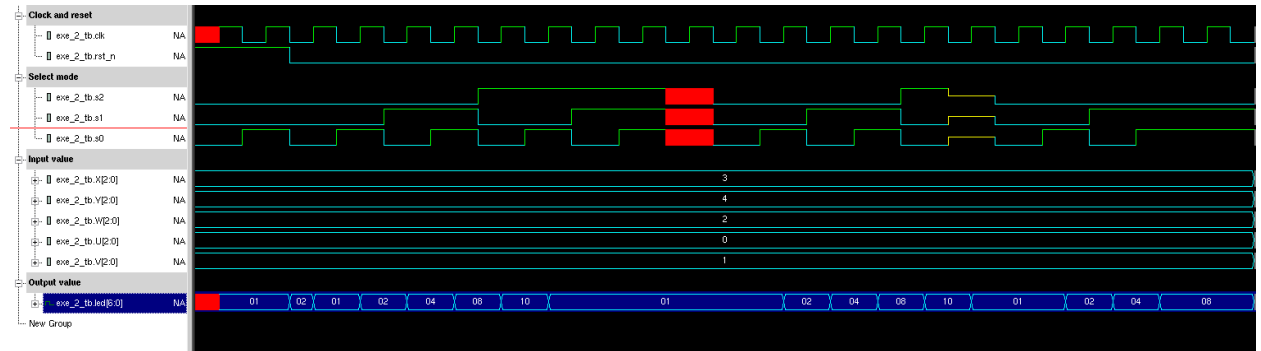 Clock and reset
exe_2_tb.clk NA
exe_2_tb.rst_n NA
Select mode
exe_2_tb.s2 NA
exe_2_tb.s1 NA
exe_2_tb.s0 NA
Input value
exe_2_tb.X[2:0] NA 3
exe_2_tb.Y[2:0] NA 4
exe_2_tb.W[2:0] NA 2
exe_2_tb.U[2:0] NA 0
exe_2_tb.V[2:0] NA 1
Output value
exe_2_tb.led[6:0] NA 01 02 01 02 04 08 10 01 02 04 08 10 01 02 04 08
New Group